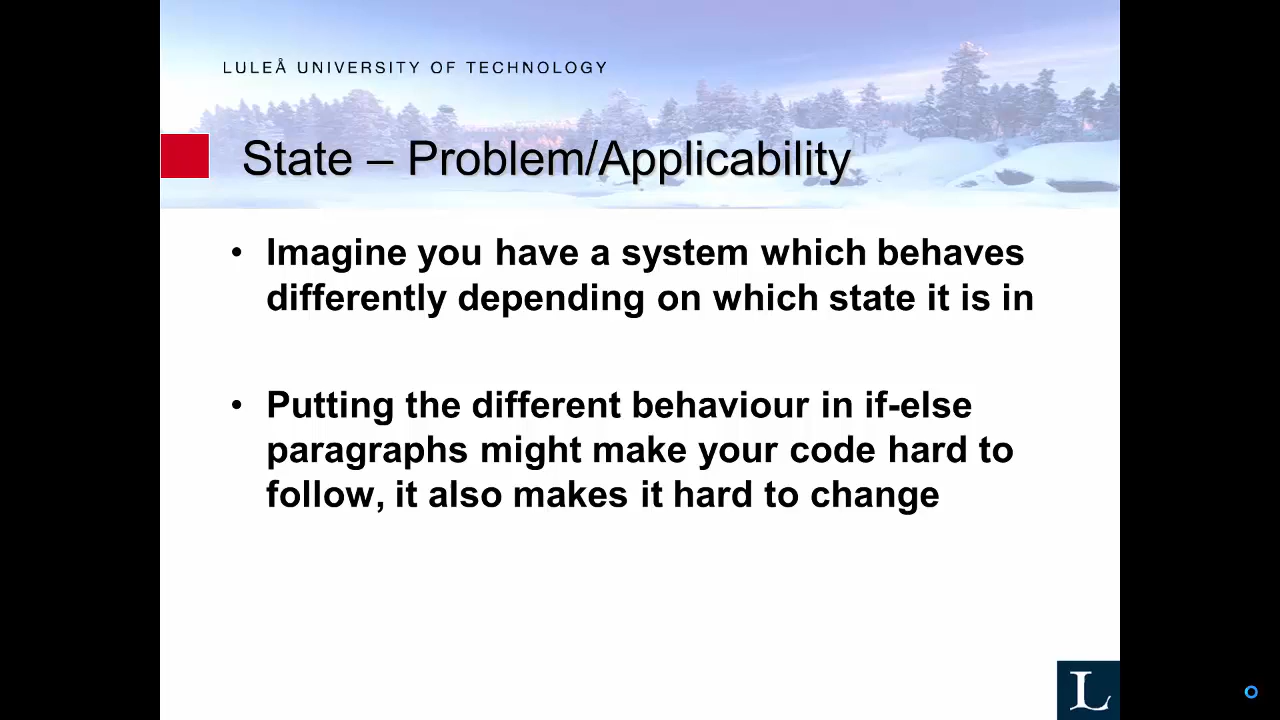 LULEÅ UNIVERSITY OF TECHNOLOGY
State – Problem/Applicability
• Imagine you have a system which behaves
differently depending on which state it is in
• Putting the different behaviour in if-else
paragraphs might make your code hard to
follow, it also makes it hard to change
L